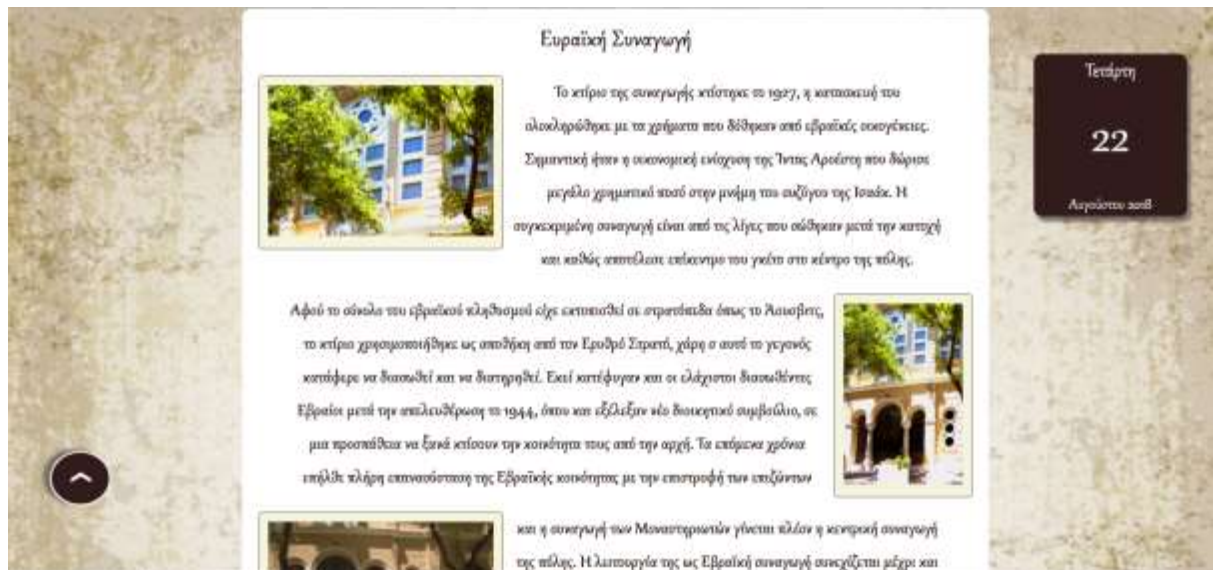 Ευραϊκή Συναγωγή
Το κτίριο της συναγωγής κτίστηκε το 1927, η κατασκευή του
ολοκληρώθηκε με τα χρήματα που δόθηκαν από εβραϊκές οικογένειες.
Σημαντική ήταν η οικονομική ενίσχυση της Ίντας Αροέστη που δώρισε
μεγάλο χρηματικό ποσό στην μνήμη του συζύγου της Ισαάκ. Η
συγκεκριμένη συναγωγή είναι από τις λίγες που σώθηκαν μετά την κατοχή
και καθώς αποτέλεσε επίκεντρο του γκέτο στο κέντρο της πόλης.
Αφού το σύνολο του εβραϊκού πληθυσμού είχε εκτοπισθεί σε στρατόπεδα όπως το Άουσβιτς,
το κτίριο χρησιμοποιήθηκε ως αποθήκη από τον Ερυθρό Στρατό, χάρη σ αυτό το γεγονός
κατάφερε να διασωθεί και να διατηρηθεί. Εκεί κατέφυγαν και οι ελάχιστοι διασωθέντες
Εβραίοι μετά την απελευθέρωση το 1944, όπου και εξέλεξαν νέο διοικητικό συμβούλιο, σε
μια προσπάθεια να ξανά κτίσουν την κοινότητα τους από την αρχή. Τα επόμενα χρόνια
επήλθε πλήρη επανασύσταση της Εβραϊκής κοινότητας με την επιστροφή των επιζώντων
και η συναγωγή των Μοναστηριωτών γίνεται πλέον η κεντρική συναγωγή
της πόλης. Η λειτουργία της ως Εβραϊκή συναγωγή συνεχίζεται μέχρι και
Τετάρτη
22
Αυγούστου 2018